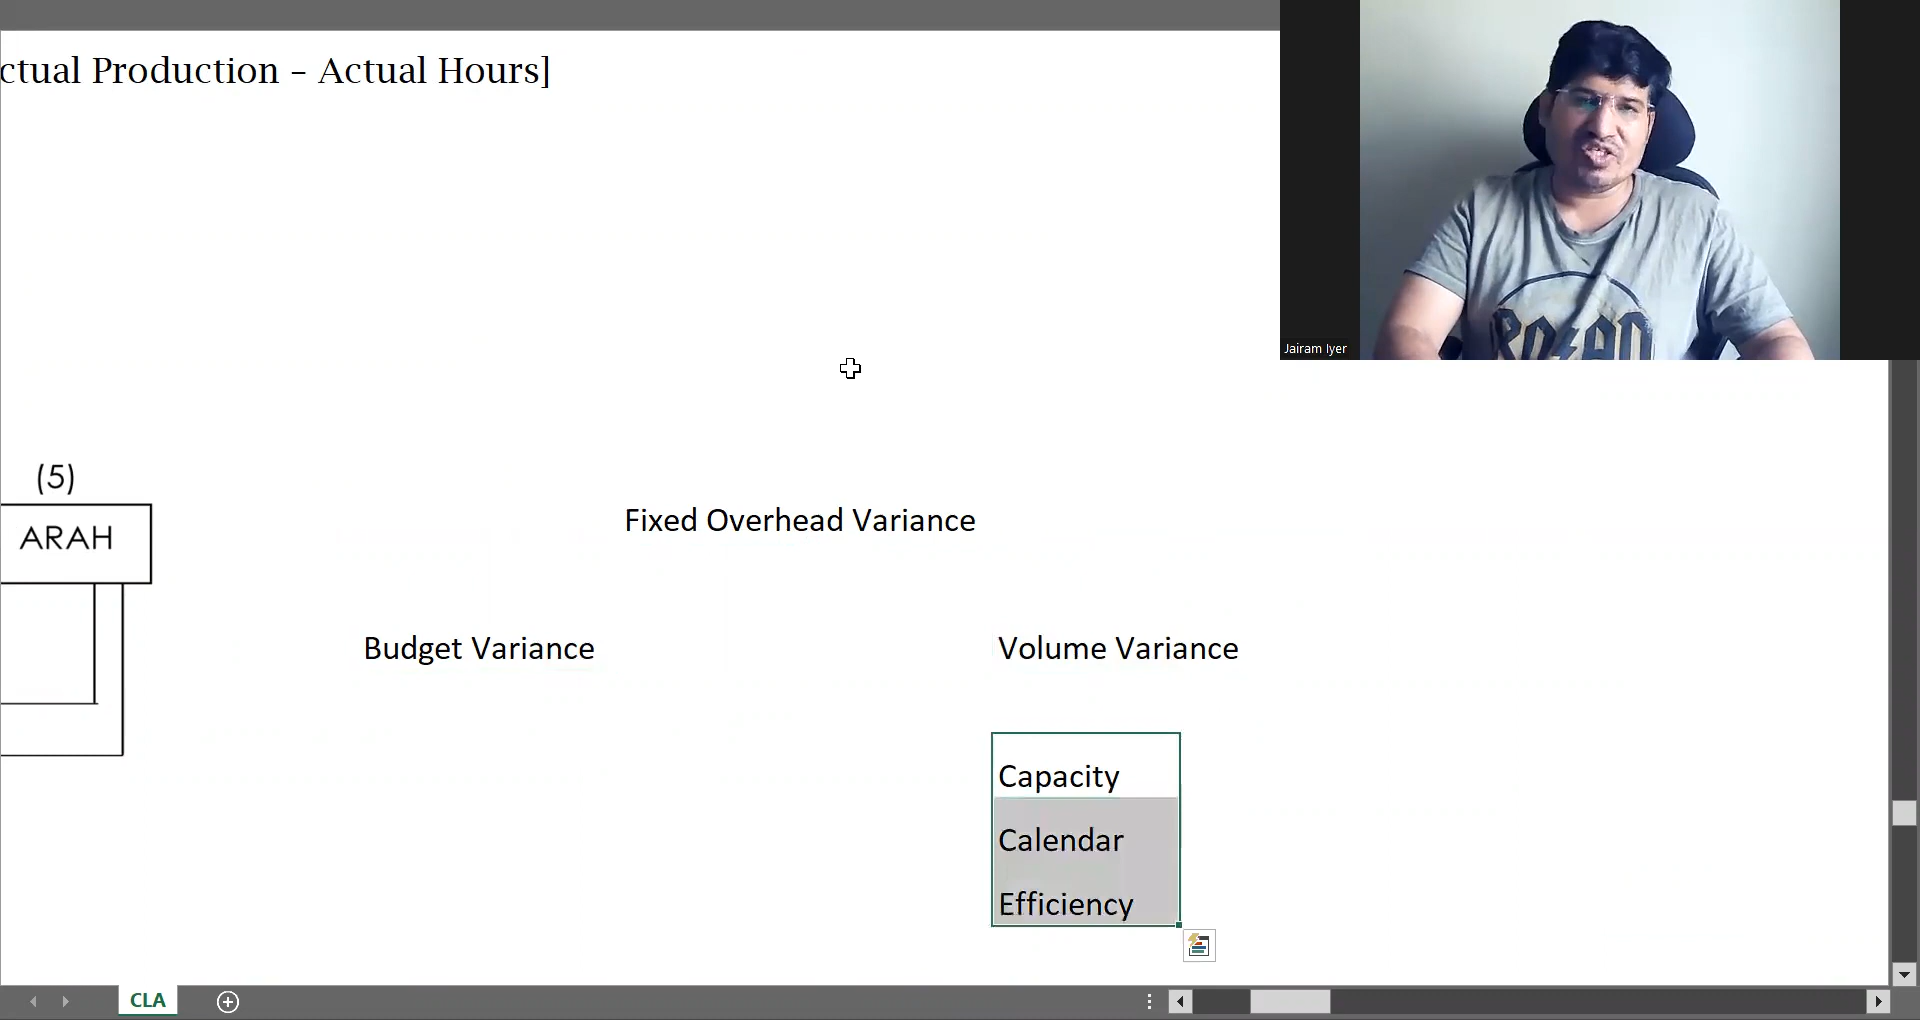 ctual Production – Actual Hours]
Jairam Iyer
(5)
ARAH
Fixed Overhead Variance
Budget Variance
Volume Variance
Capacity
Calendar
Efficiency
CLA